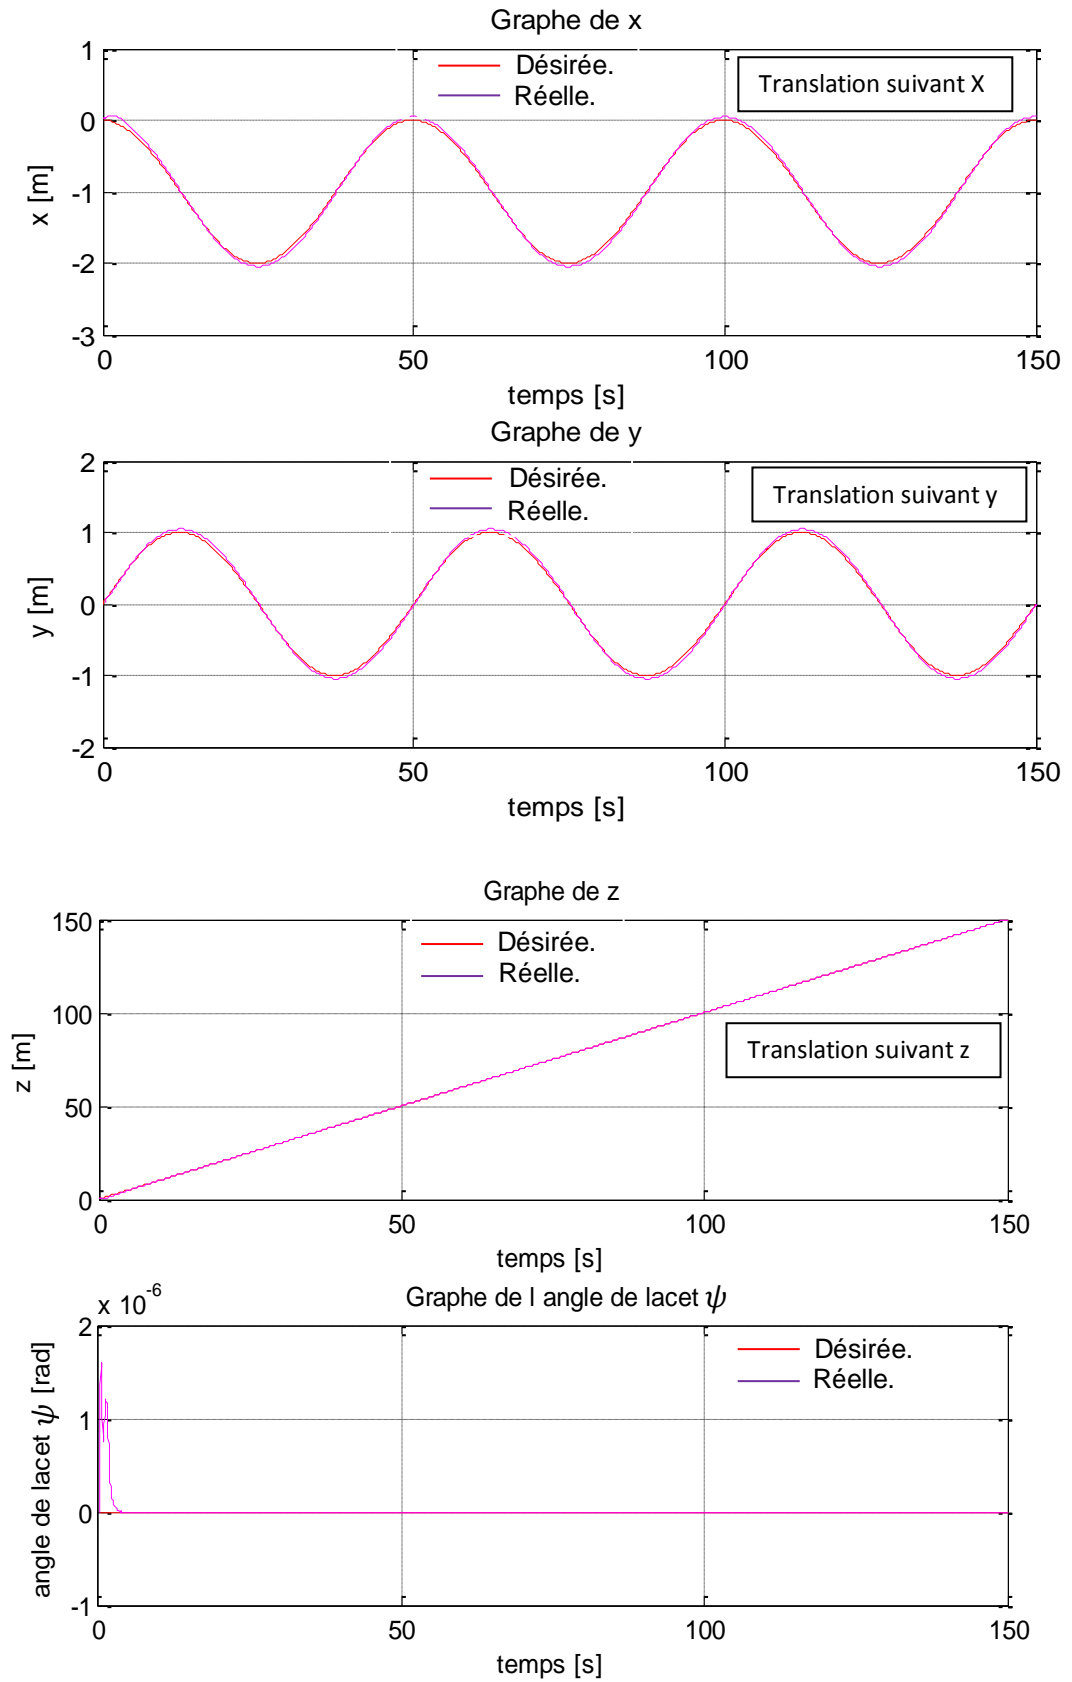 Graphe de x
1
0
-1
-2
-3
x [m]
Désirée.
Réelle.
Translation suivant X
0 50 100 150
temps [s]
Graphe de y
2
1
0
-1
-2
y [m]
Désirée.
Réelle.
Translation suivant y
0 50 100 150
temps [s]
Graphe de z
150
100
50
0
z [m]
Désirée.
Réelle.
Translation suivant z
0 50 100 150
temps [s]
x 10^-6
Graphe de l angle de lacet ψ
2
1
0
-1
angle de lacet ψ [rad]
Désirée.
Réelle.
0 50 100 150
temps [s]